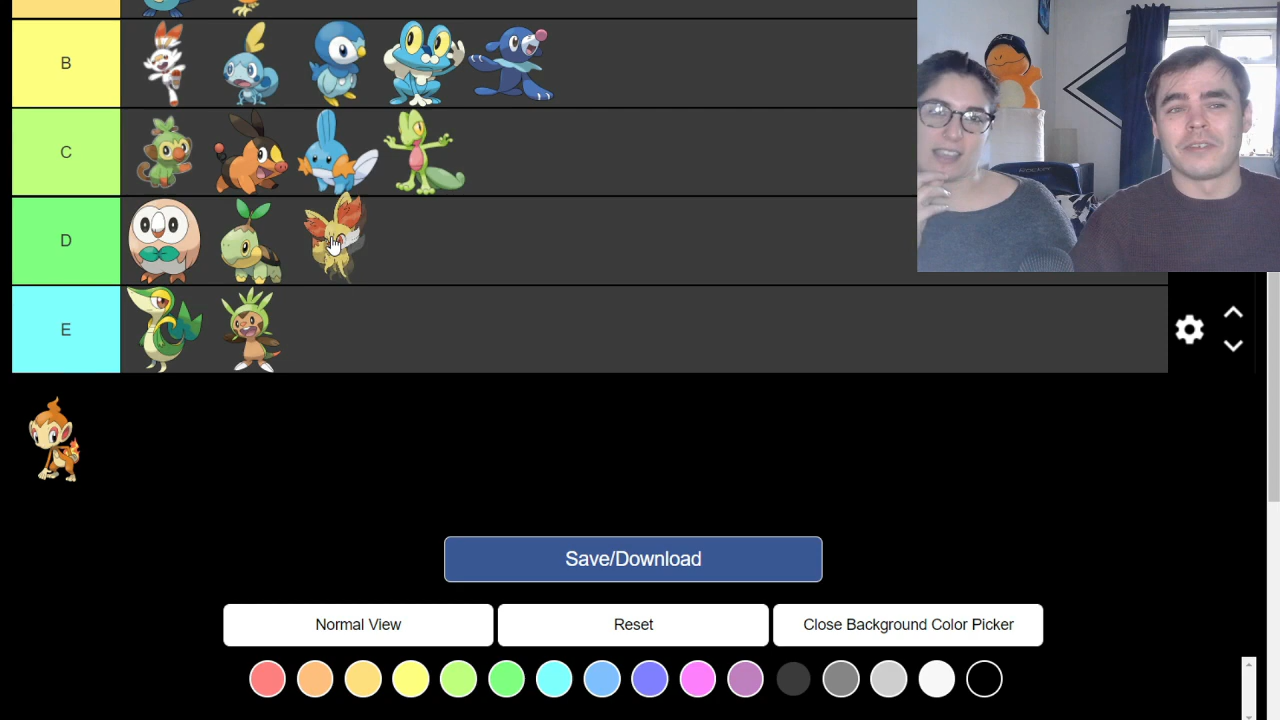 B
C
D
E
Save/Download
Normal View
Reset
Close Background Color Picker